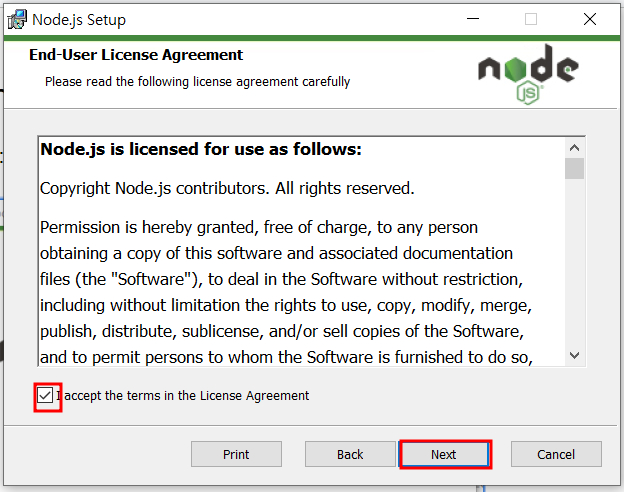 Node.js Setup
End-User License Agreement
Please read the following license agreement carefully
node
JS
Node.js is licensed for use as follows:
Copyright Node.js contributors. All rights reserved.
Permission is hereby granted, free of charge, to any person
obtaining a copy of this software and associated documentation
files (the "Software"), to deal in the Software without restriction,
including without limitation the rights to use, copy, modify, merge,
publish, distribute, sublicense, and/or sell copies of the Software,
and to permit persons to whom the Software is furnished to do so,
I accept the terms in the License Agreement
Print Back Next Cancel